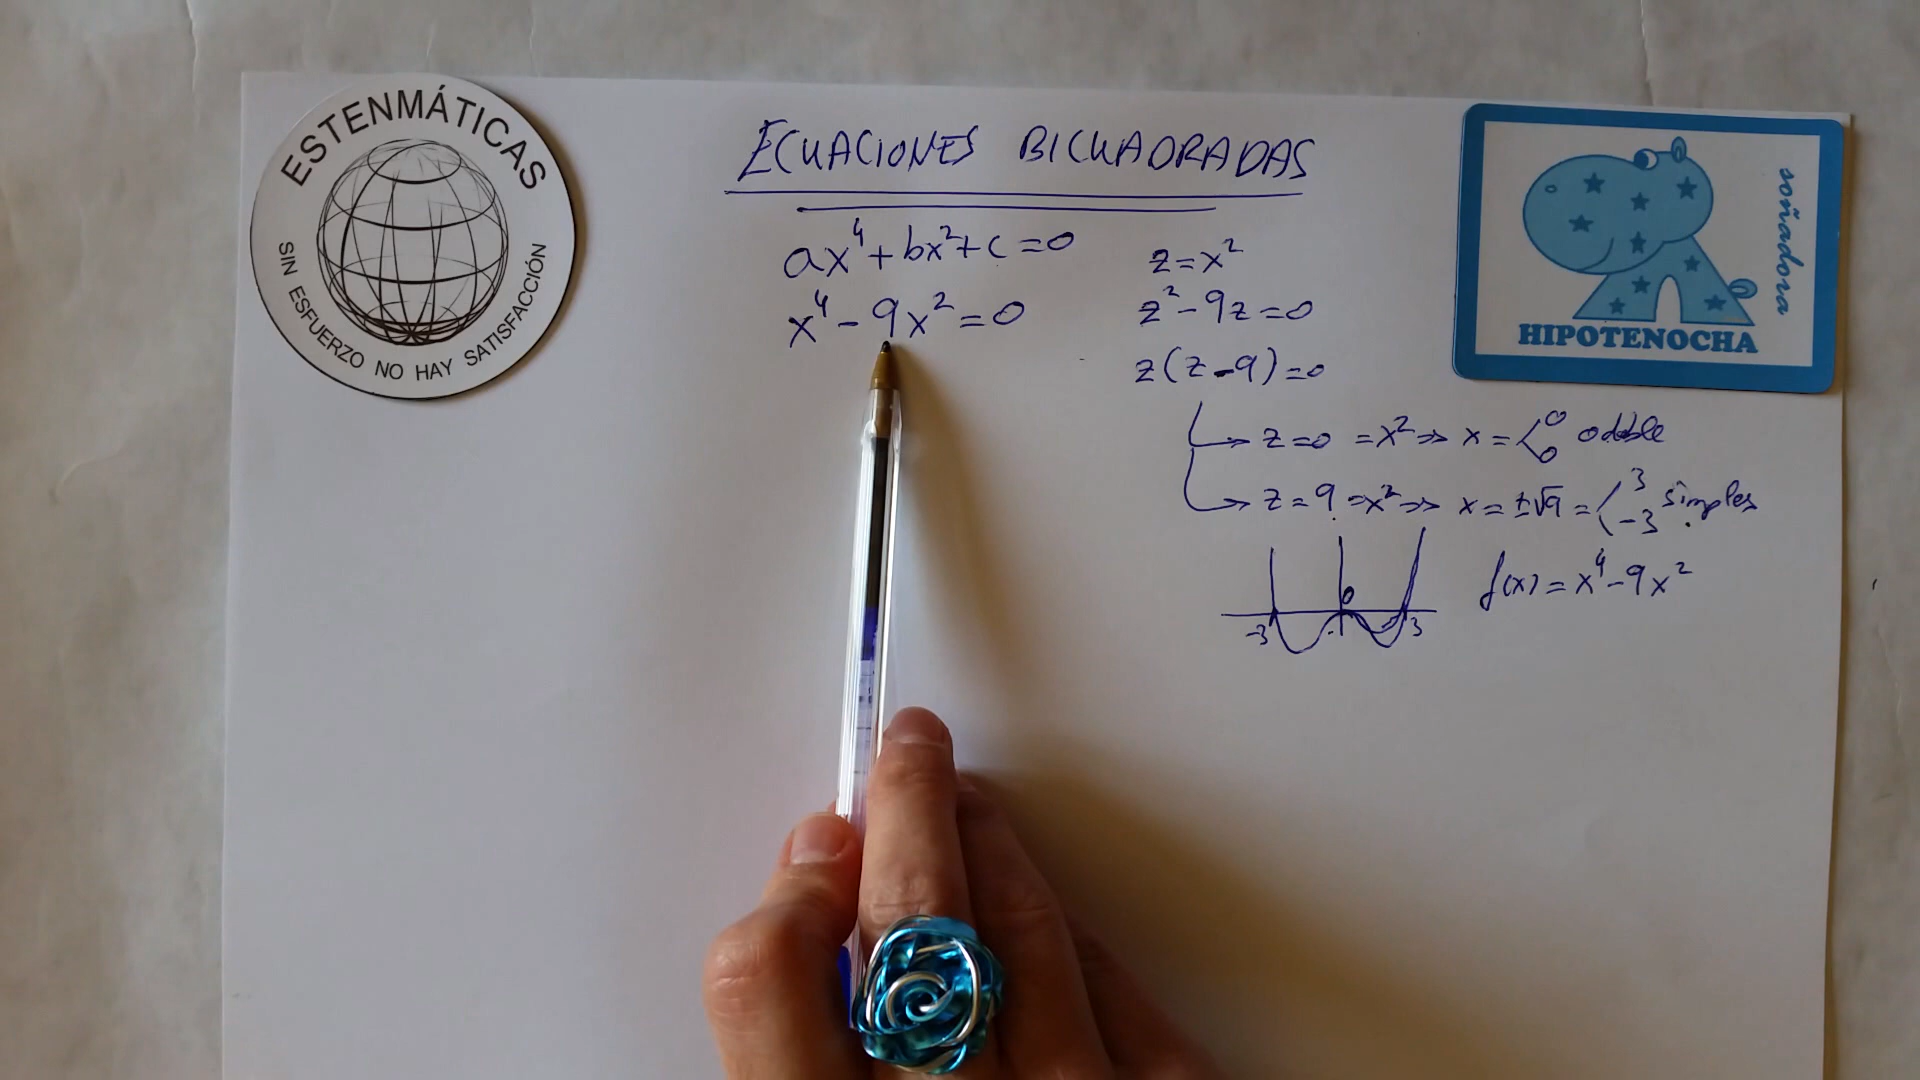 ESTENMÁTICAS
SIN ESFUERZO NO HAY SATISFACCIÓN
ECUACIONES BICUADRADAS
ax⁴+bx²+c=0
x⁴-9x²=0
z=x²
z²-9z=0
z(z-9)=0
z=0 =x² => x = 0 0 0 doble
z=9 =x² => x = ±√9 = 3 -3 simples
f(x)=x⁴-9x²
-3 0 3
soñadora
HIPOTENOCHA